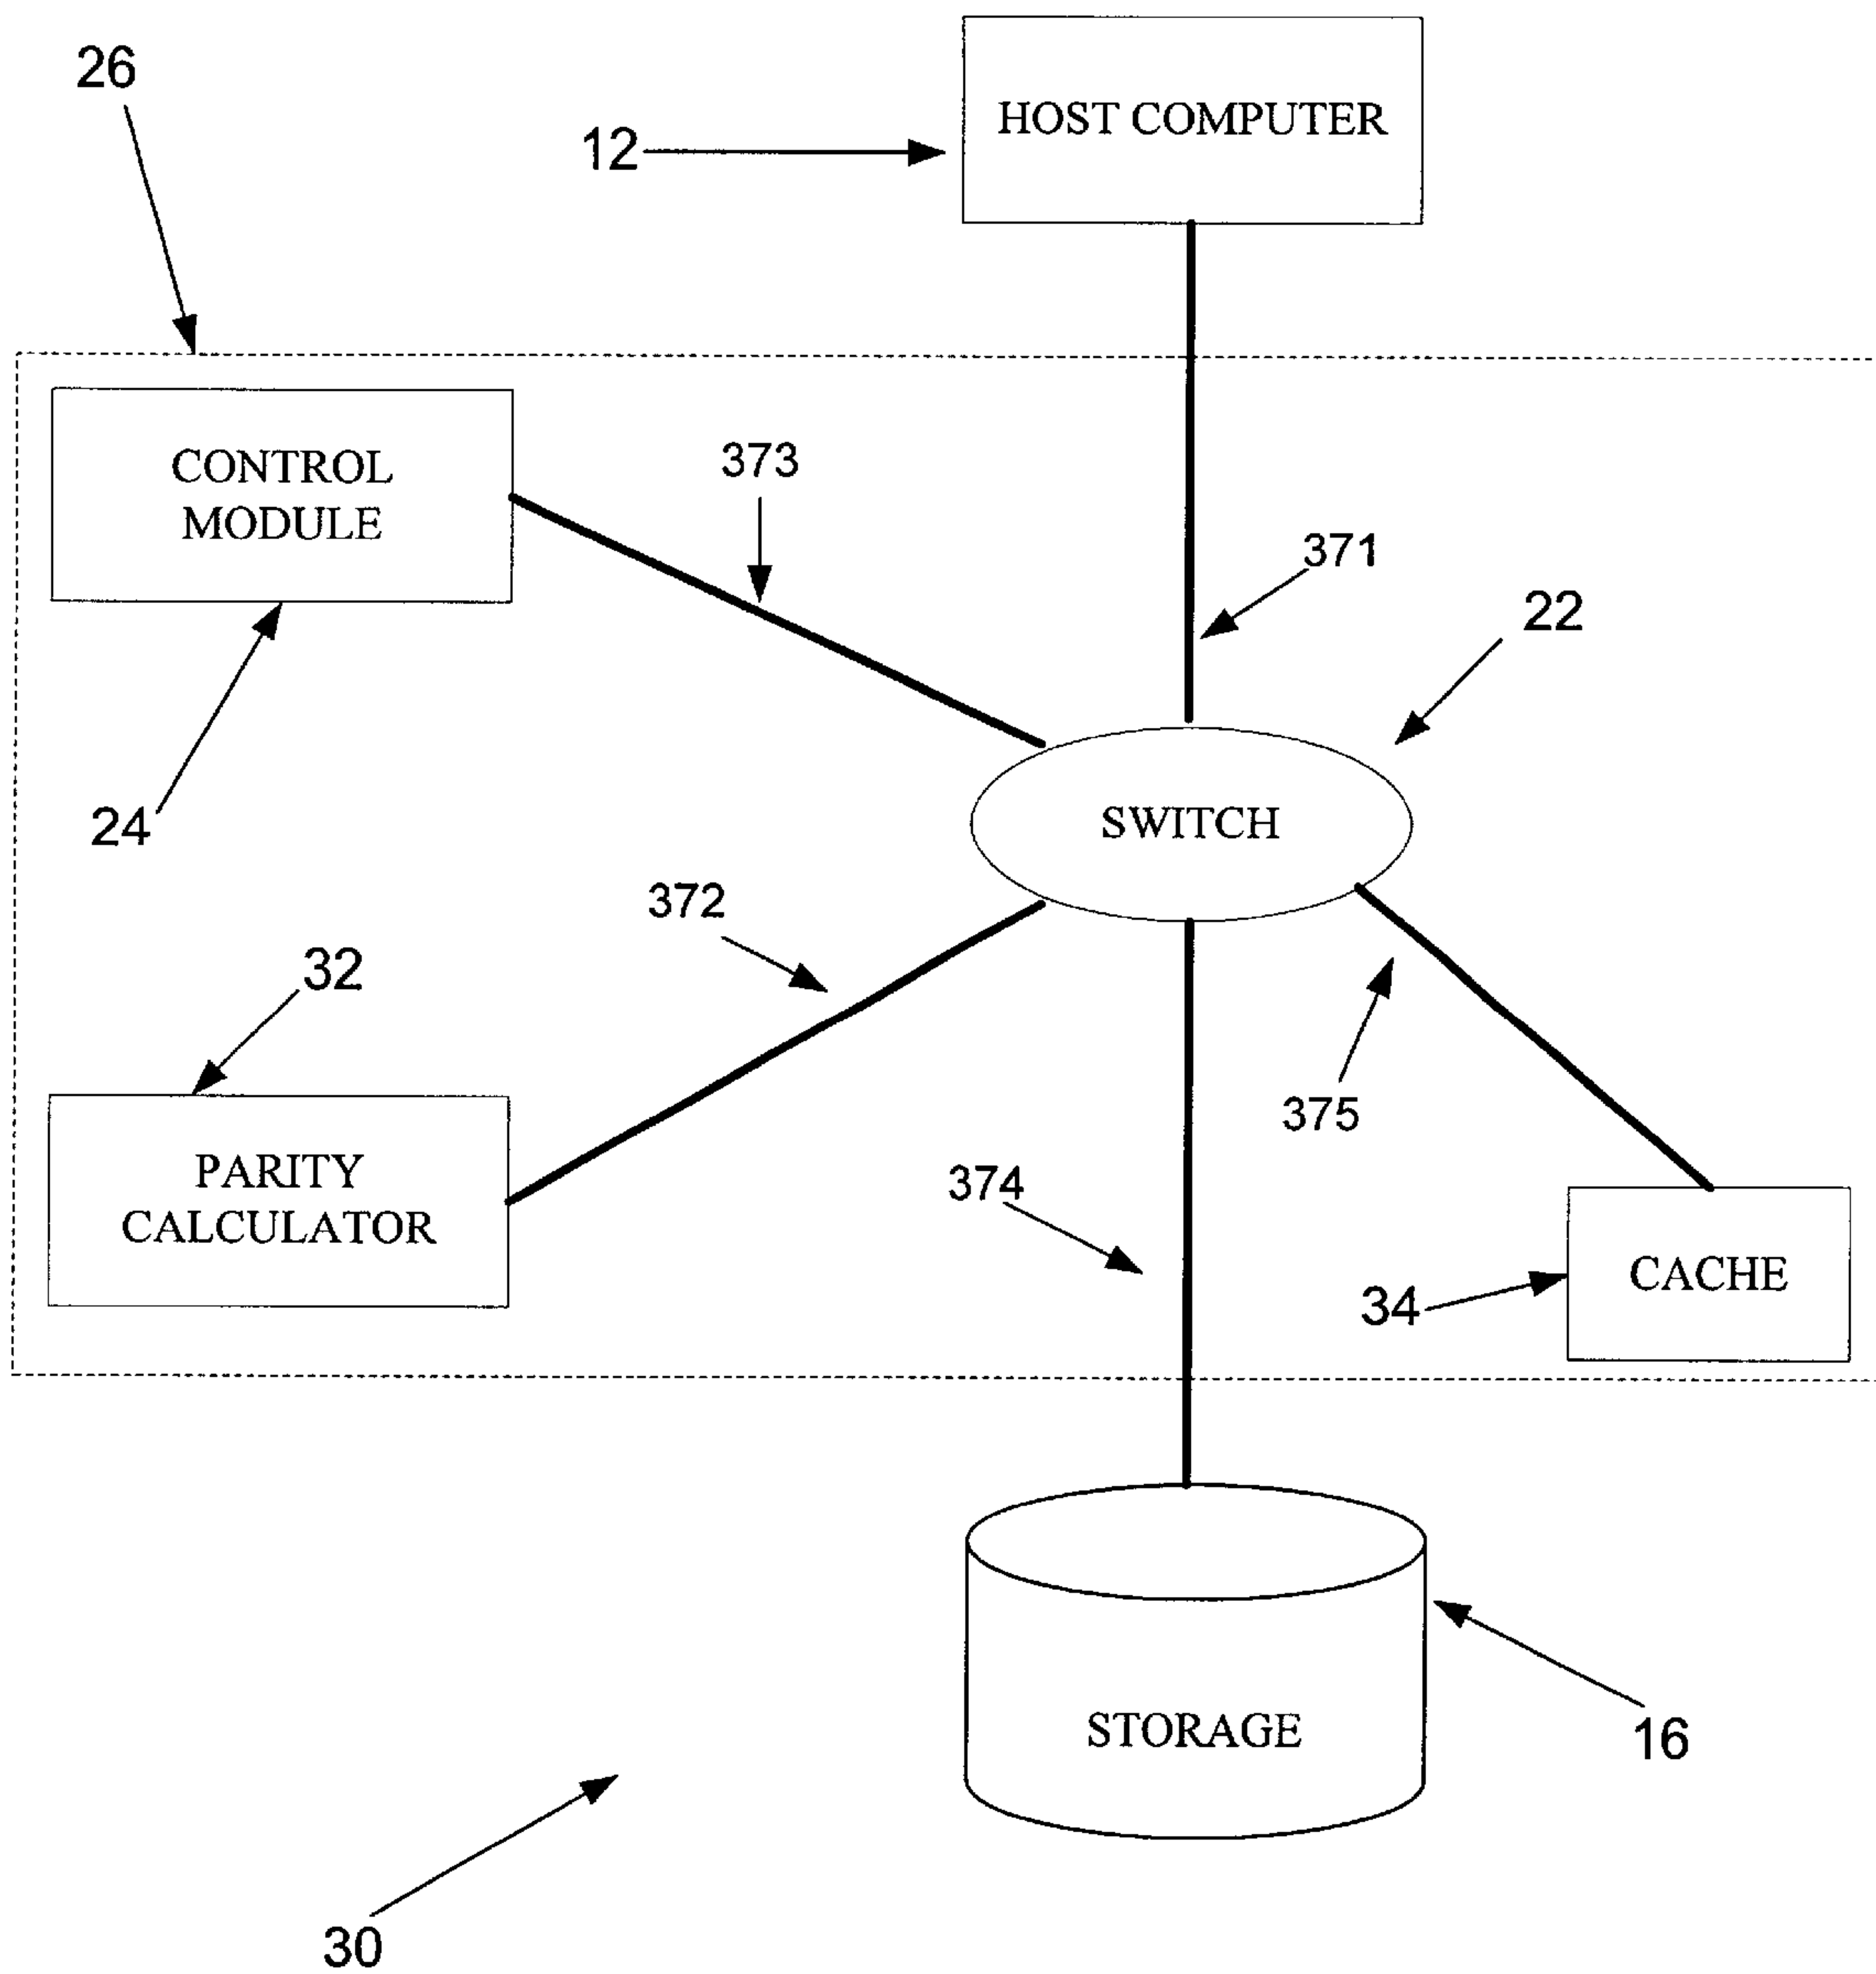 26
HOST COMPUTER
12
CONTROL
MODULE
373
371
22
24
SWITCH
372
32
375
PARITY
CALCULATOR
374
CACHE
34
STORAGE
16
30